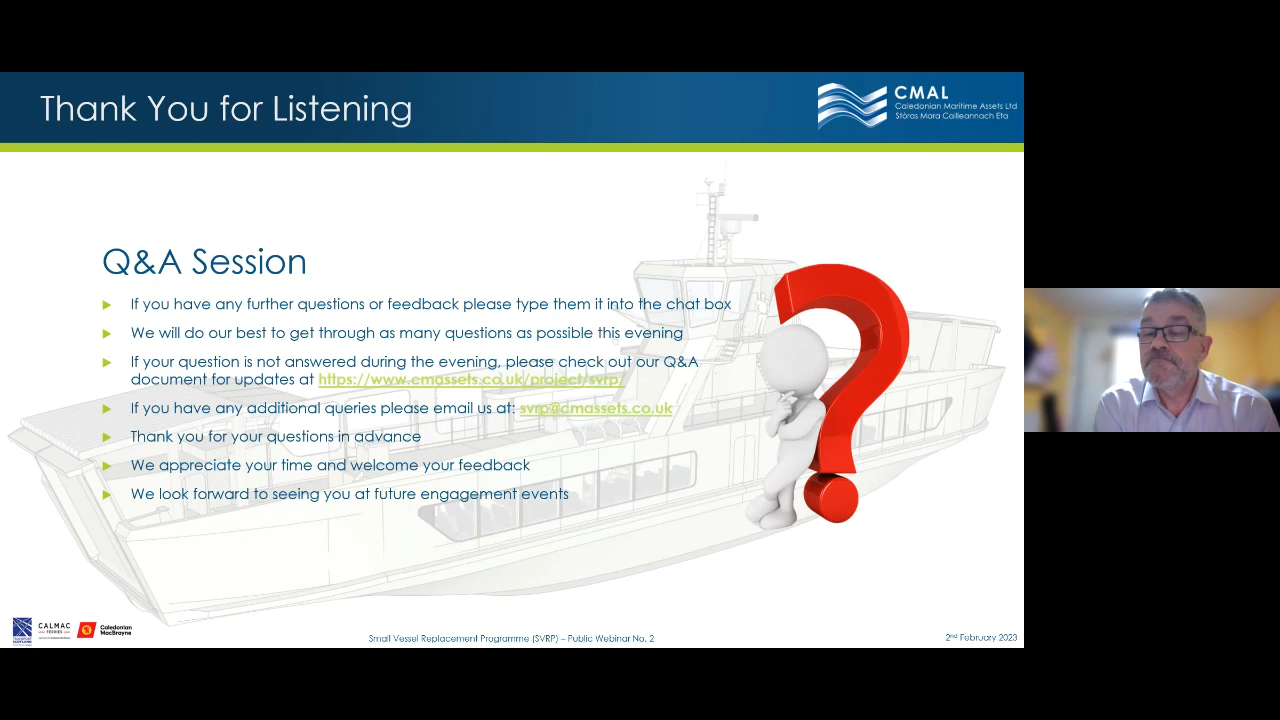 Thank You for Listening
CMAL
Caledonian Maritime Assets Ltd
Stòras Mara Cailleannach Eta
Q&A Session
If you have any further questions or feedback please type them it into the chat box
We will do our best to get through as many questions as possible this evening
If your question is not answered during the evening, please check out our Q&A
document for updates at https://www.cmassets.co.uk/project/svrp/
If you have any additional queries please email us at: svrp@cmassets.co.uk
Thank you for your questions in advance
We appreciate your time and welcome your feedback
We look forward to seeing you at future engagement events
CALMAC
FERRIES
Caledonian
MacBrayne
Small Vessel Replacement Programme (SVRP) – Public Webinar No. 2
2nd February 2023